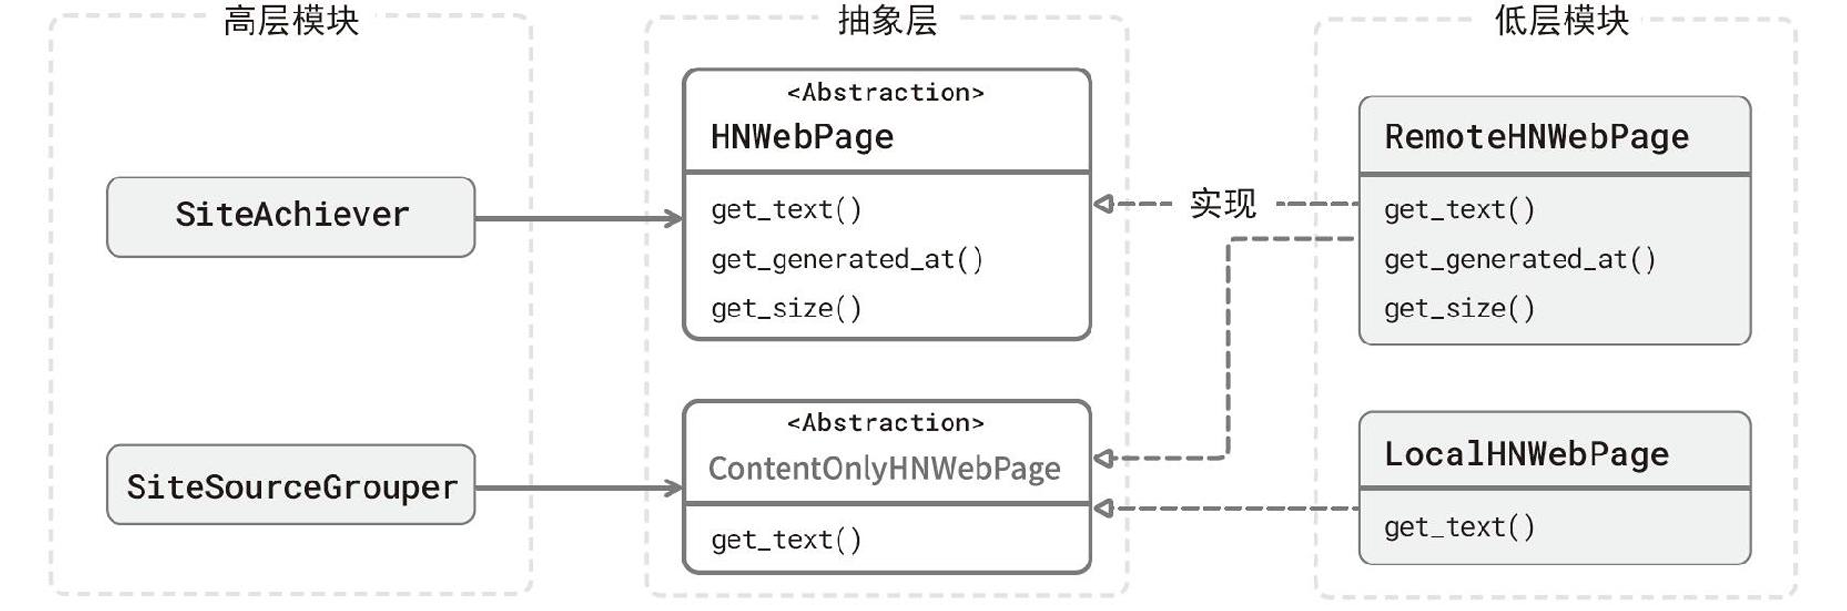 高层模块
抽象层
低层模块
SiteAchiever
SiteSourceGrouper
<Abstraction>
HNWebPage
get_text()
get_generated_at()
get_size()
<Abstraction>
ContentOnlyHNWebPage
get_text()
实现
RemoteHNWebPage
get_text()
get_generated_at()
get_size()
LocalHNWebPage
get_text()